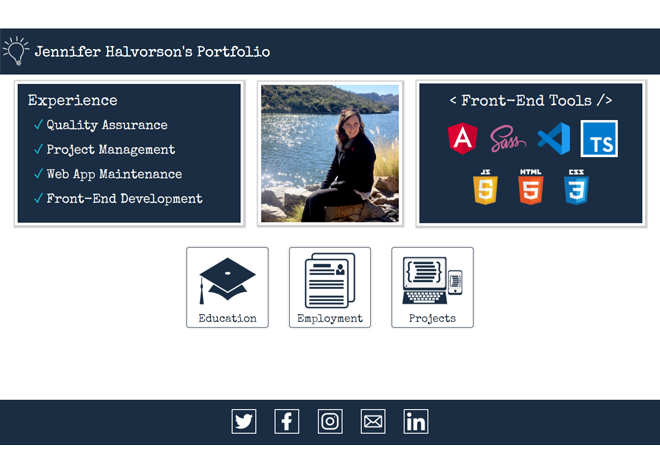 Jennifer Halvorson's Portfolio
Experience
✓ Quality Assurance
✓ Project Management
✓ Web App Maintenance
✓ Front-End Development
< Front-End Tools />
A Sass TS
JS 5 HTML 5 CSS 3
Education
Employment
Projects
f in